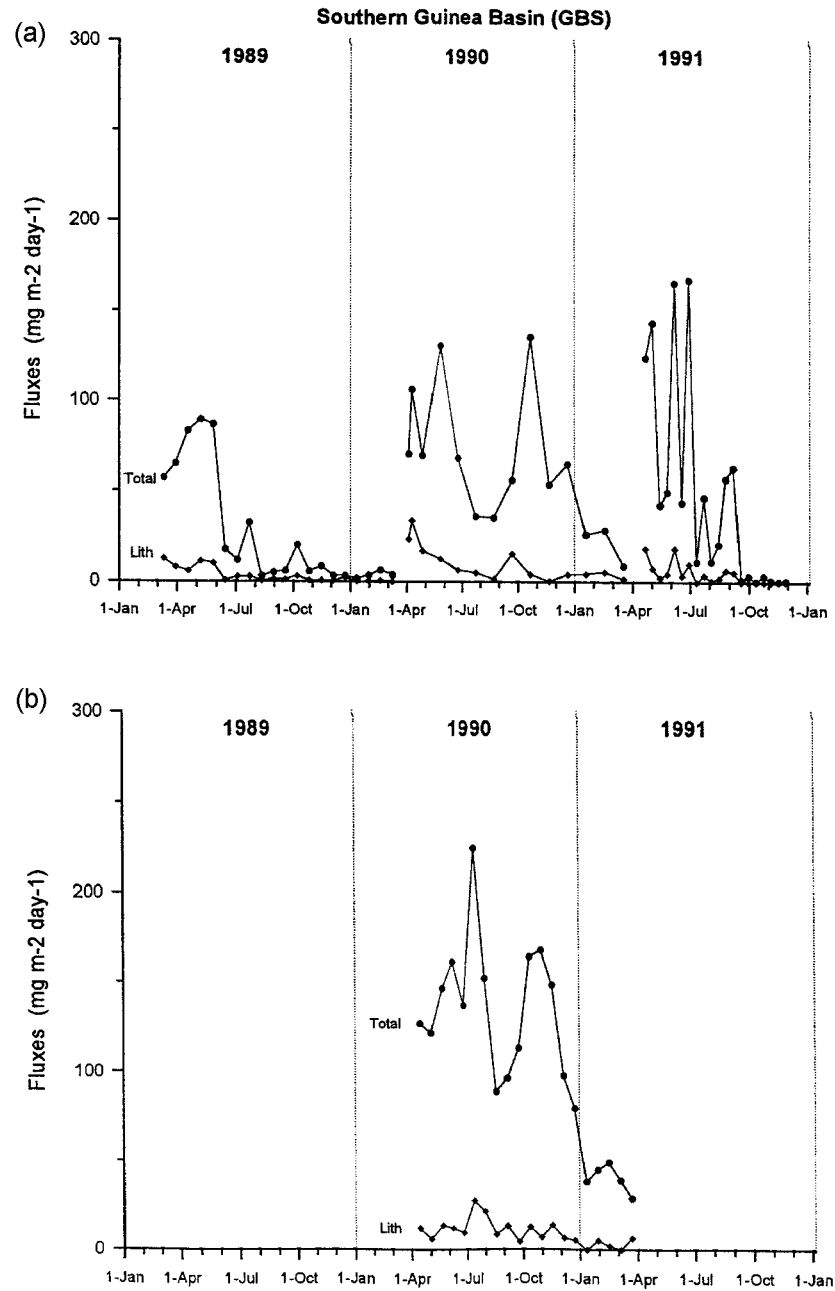 Southern Guinea Basin (GBS)
(a)
300
1989
1990
1991
200
Fluxes (mg m-2 day-1)
100
Total
Lith
0
1-Jan 1-Apr 1-Jul 1-Oct 1-Jan 1-Apr 1-Jul 1-Oct 1-Jan 1-Apr 1-Jul 1-Oct 1-Jan
(b)
300
1989
1990
1991
200
Fluxes (mg m-2 day-1)
Total
100
Lith
0
1-Jan 1-Apr 1-Jul 1-Oct 1-Jan 1-Apr 1-Jul 1-Oct 1-Jan 1-Apr 1-Jul 1-Oct 1-Jan